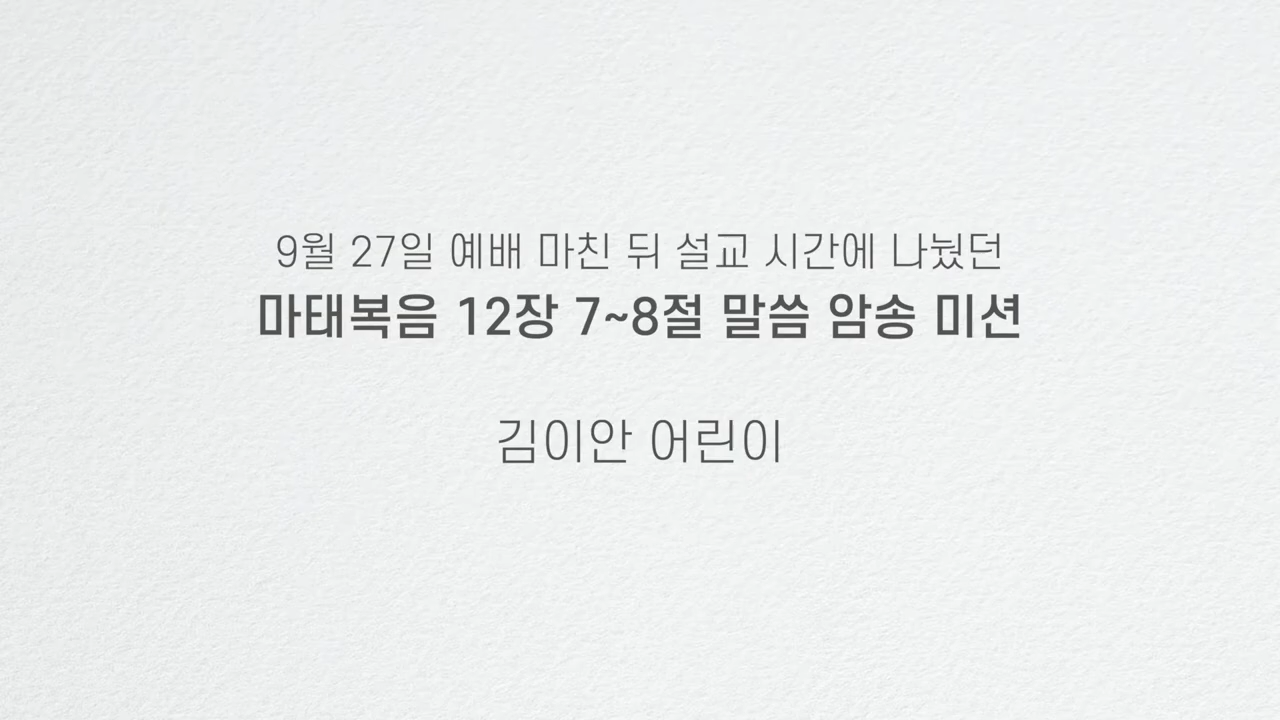 9월 27일 예배 마친 뒤 설교 시간에 나눴던
마태복음 12장 7~8절 말씀 암송 미션
김이안 어린이